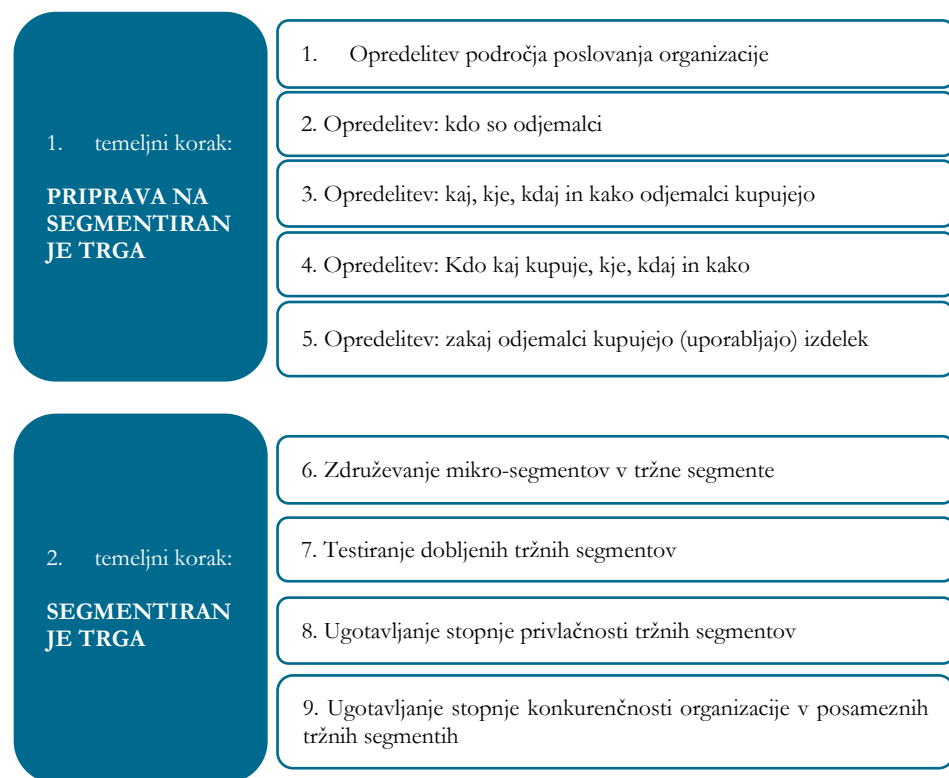 1. temeljni korak:
PRIPRAVA NA
SEGMENTIRAN
JE TRGA
1. Opredelitev področja poslovanja organizacije
2. Opredelitev: kdo so odjemalci
3. Opredelitev: kaj, kje, kdaj in kako odjemalci kupujejo
4. Opredelitev: Kdo kaj kupuje, kje, kdaj in kako
5. Opredelitev: zakaj odjemalci kupujejo (uporabljajo) izdelek
2. temeljni korak:
SEGMENTIRAN
JE TRGA
6. Združevanje mikro-segmentov v tržne segmente
7. Testiranje dobljenih tržnih segmentov
8. Ugotavljanje stopnje privlačnosti tržnih segmentov
9. Ugotavljanje stopnje konkurenčnosti organizacije v posameznih
tržnih segmentih